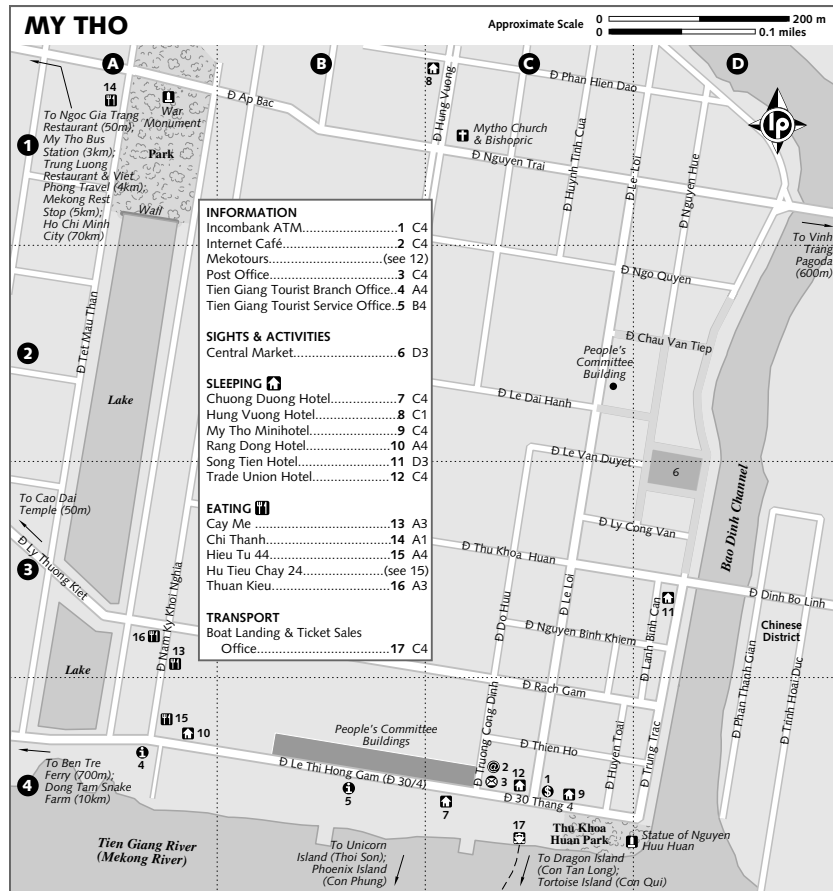 MY THO
Approximate Scale
0 200 m
0 0.1 miles
A
B
C
D
1
2
3
4
14
To Ngoc Gia Trang
Restaurant (50m);
My Tho Bus
Station (3km);
Trung Luong
Restaurant & Viet
Phong Travel (4km);
Mekong Rest
Stop (5km);
Ho Chi Minh
City (70km)
War
Monument
Park
Wall
Đ Ap Bac
8
Đ Hung Vuong
Mytho Church
& Bishopric
Đ Nguyen Trai
Đ Phan Hien Dao
Đ Huynh Tinh Cua
Đ Le Loi
Đ Nguyen Hue
lp
To Vinh
Trang
Pagoda
(600m)
INFORMATION
Incombank ATM 1 C4
Internet Café 2 C4
Mekotours (see 12)
Post Office 3 C4
Tien Giang Tourist Branch Office 4 A4
Tien Giang Tourist Service Office 5 B4
SIGHTS & ACTIVITIES
Central Market 6 D3
SLEEPING
Chuong Duong Hotel 7 C4
Hung Vuong Hotel 8 C1
My Tho Minihotel 9 C4
Rang Dong Hotel 10 A4
Song Tien Hotel 11 D3
Trade Union Hotel 12 C4
EATING
Cay Me 13 A3
Chi Thanh 14 A1
Hieu Tu 44 15 A4
Hu Tieu Chay 24 (see 15)
Thuan Kieu 16 A3
TRANSPORT
Boat Landing & Ticket Sales
Office 17 C4
Đ Tet Mau Than
Lake
Đ Ngo Quyen
Đ Chau Van Tiep
People's
Committee
Building
Đ Le Dai Hanh
Đ Le Van Duyet
6
Đ Ly Cong Van
Bao Dinh Channel
To Cao Dai
Temple (50m)
Đ Ly Thuong Kiet
Đ Nam Ky Khoi Nghia
16
13
Lake
Đ Thu Khoa Huan
Đ Le Loi
Đo Huu
Đ Nguyen Binh Khiem
Đ Lanh Binh Can
11
Đ Dinh Bo Linh
Chinese
District
Đ Phan Thanh Gian
Đ Trinh Hoai Duc
Đ Rach Gam
15
10
4
To Ben Tre
Ferry (700m);
Dong Tam Snake
Farm (10km)
People's Committee
Buildings
Đ Le Thi Hong Gam (Đ 30/4)
5
Đ Truong Cong Dinh
Đ Thien Ho
Đ Huyen Toai
Đ Trung Trac
@ 2
3
12
1
$
9
7
Đ 30 Thang 4
17
Thu Khoa
Huan Park
Statue of Nguyen
Huu Huan
Tien Giang River
(Mekong River)
To Unicorn
Island (Thoi Son);
Phoenix Island
(Con Phung)
To Dragon Island
(Con Tan Long);
Tortoise Island (Con Qui)